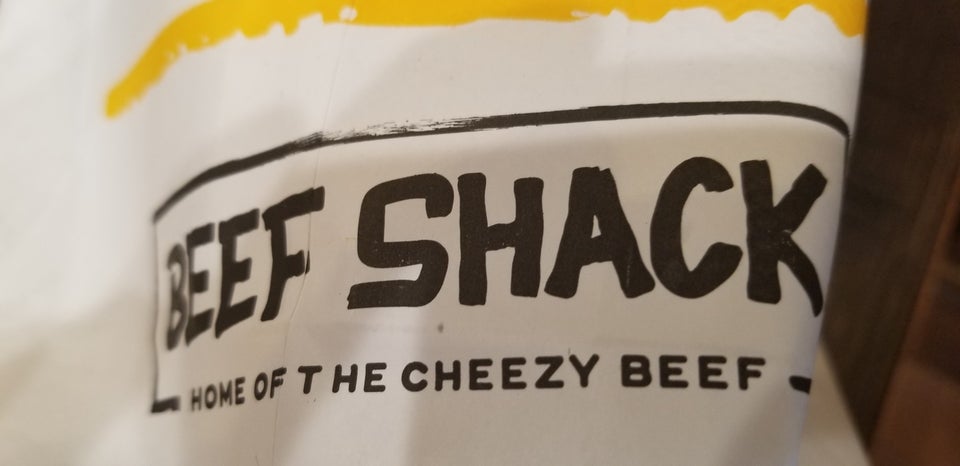 BEEF SHACK
HOME OF THE CHEEZY BEEF